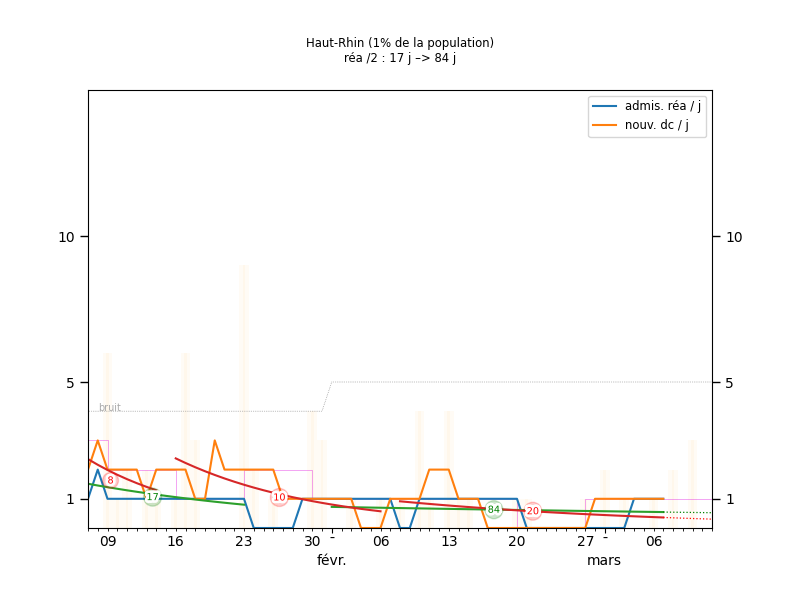 Haut-Rhin (1% de la population)
réa /2 : 17 j –> 84 j
admis. réa / j
nouv. dc / j
10 10
5 5
bruit
8
17
10
84
20
1 1
09 16 23 30 - 06 13 20 27 - 06
févr. mars